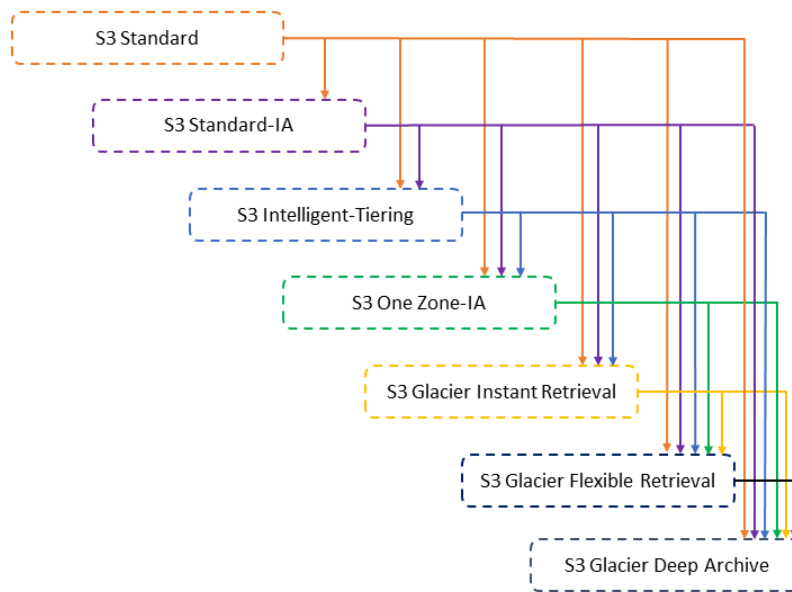 S3 Standard
S3 Standard-IA
S3 Intelligent-Tiering
S3 One Zone-IA
S3 Glacier Instant Retrieval
S3 Glacier Flexible Retrieval
S3 Glacier Deep Archive